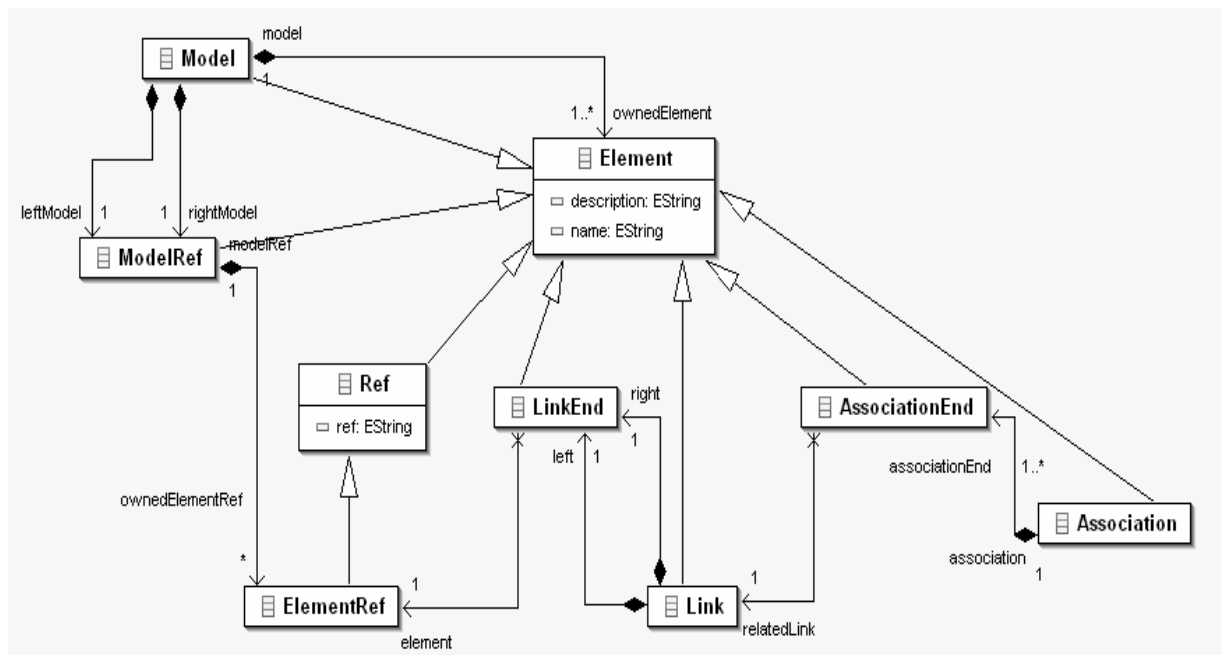 model
Model
1
1..* ownedElement
Element
description: EString
name: EString
leftModel 1 1 rightModel
modelRef
ModelRef
1
Ref
ref: EString
LinkEnd
right
1
left 1
AssociationEnd
associationEnd 1..*
ownedElementRef
*
Association
association 1
1
ElementRef
element
1
Link
relatedLink